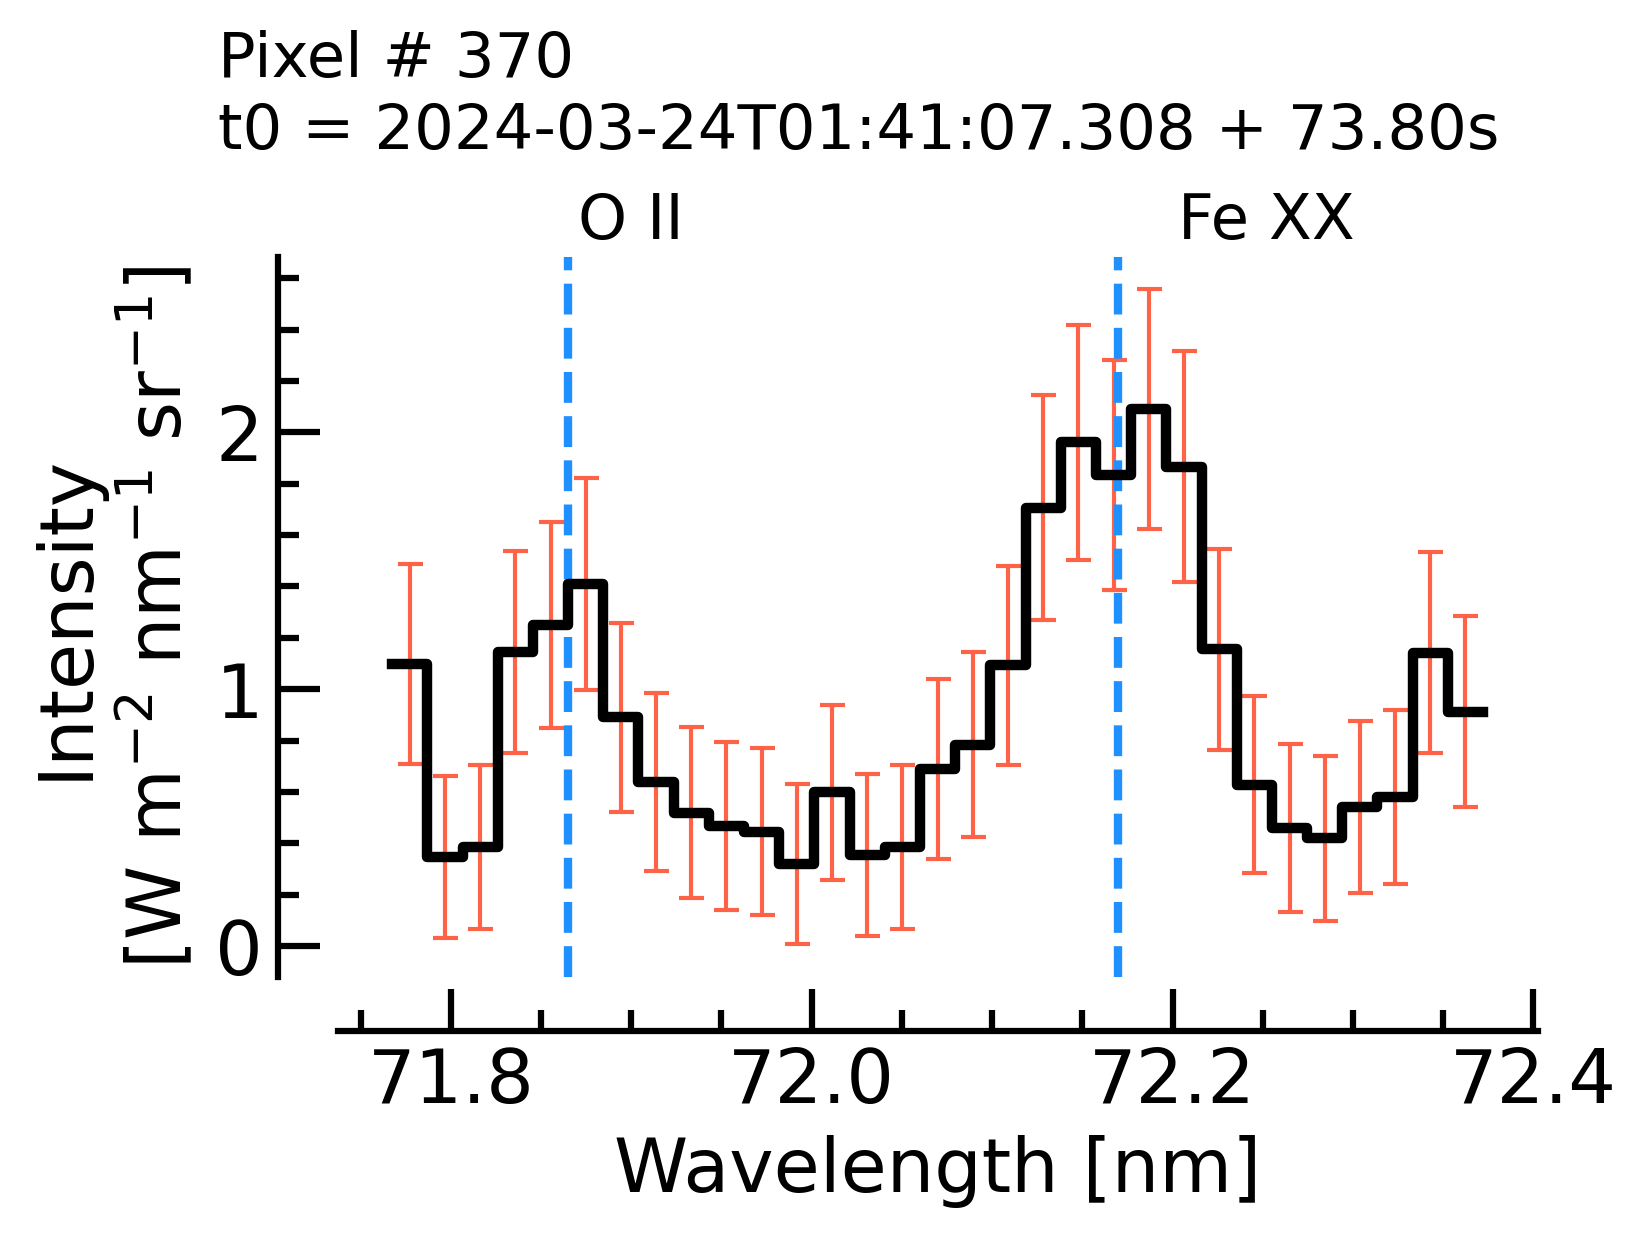 Pixel # 370
t0 = 2024-03-24T01:41:07.308 + 73.80s
O II
Fe XX
Intensity
[W m⁻² nm⁻¹ sr⁻¹]
2
1
0
71.8 72.0 72.2 72.4
Wavelength [nm]